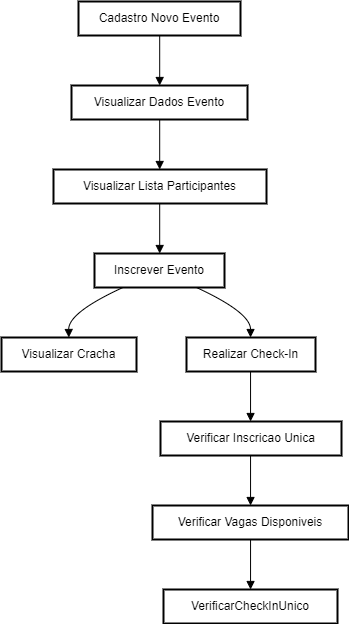 Cadastro Novo Evento
Visualizar Dados Evento
Visualizar Lista Participantes
Inscrever Evento
Visualizar Cracha
Realizar Check-In
Verificar Inscricao Unica
Verificar Vagas Disponiveis
VerificarCheckInUnico